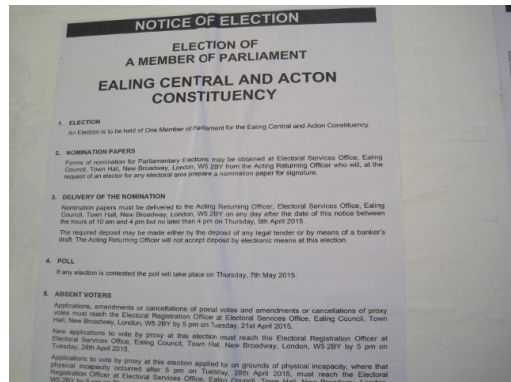 NOTICE OF ELECTION
ELECTION OF
A MEMBER OF PARLIAMENT
EALING CENTRAL AND ACTON
CONSTITUENCY
1. ELECTION
An Election is to be held of One Member of Parliament for the Ealing Central and Acton Constituency
2. NOMINATION PAPERS
Forms of nomination for Parliamentary Elections may be obtained at Electoral Services Office, Ealing
Council, Town Hall, New Broadway, London, W5 2BY from the Acting Returning Officer who will, at the
request of an elector for any electoral area prepare a nomination paper for signature.
3. DELIVERY OF THE NOMINATION
Nomination papers must be delivered to the Acting Returning Officer, Electoral Services Office, Ealing
Council, Town Hall, New Broadway, London, W5 2BY on any day after the date of this notice between
the hours of 10 am and 4 pm but no later than 4 pm on Thursday, 9th April 2015.
The required deposit may be made either by the deposit of any legal tender or by means of a banker's
draft. The Acting Returning Officer will not accept deposit by electronic means at this election.
4. POLL
If any election is contested the poll will take place on Thursday, 7th May 2015.
5. ABSENT VOTERS
Applications, amendments or cancellations of postal votes and amendments or cancellations of proxy
votes must reach the Electoral Registration Officer at Electoral Services Office, Ealing Council, Town
Hall, New Broadway, London, W5 2BY by 5 pm on Tuesday, 21st April 2015.
New applications to vote by proxy at this election must reach the Electoral Registration Officer at
Electoral Services Office, Ealing Council, Town Hall, New Broadway, London, W5 2BY by 5 pm on
Tuesday, 28th April 2015.
Applications to vote by proxy at this election applied for on grounds of physical incapacity, where that
physical incapacity occurred after 5 pm on Tuesday, 28th April 2015, must reach the Electoral
Registration Officer at Electoral Services Office, Ealing Council, Town Hall, New Broadway, London
W5 2BY by 5 pm on